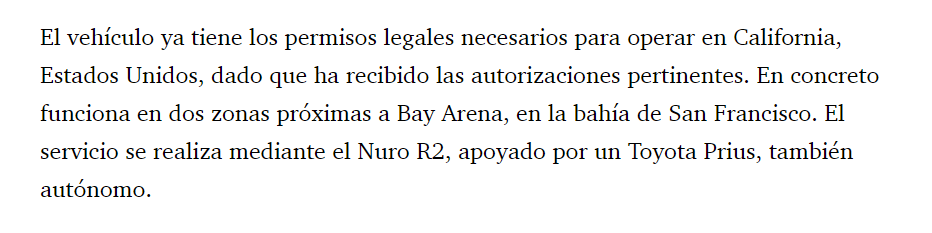 El vehículo ya tiene los permisos legales necesarios para operar en California,
Estados Unidos, dado que ha recibido las autorizaciones pertinentes. En concreto
funciona en dos zonas próximas a Bay Arena, en la bahía de San Francisco. El
servicio se realiza mediante el Nuro R2, apoyado por un Toyota Prius, también
autónomo.